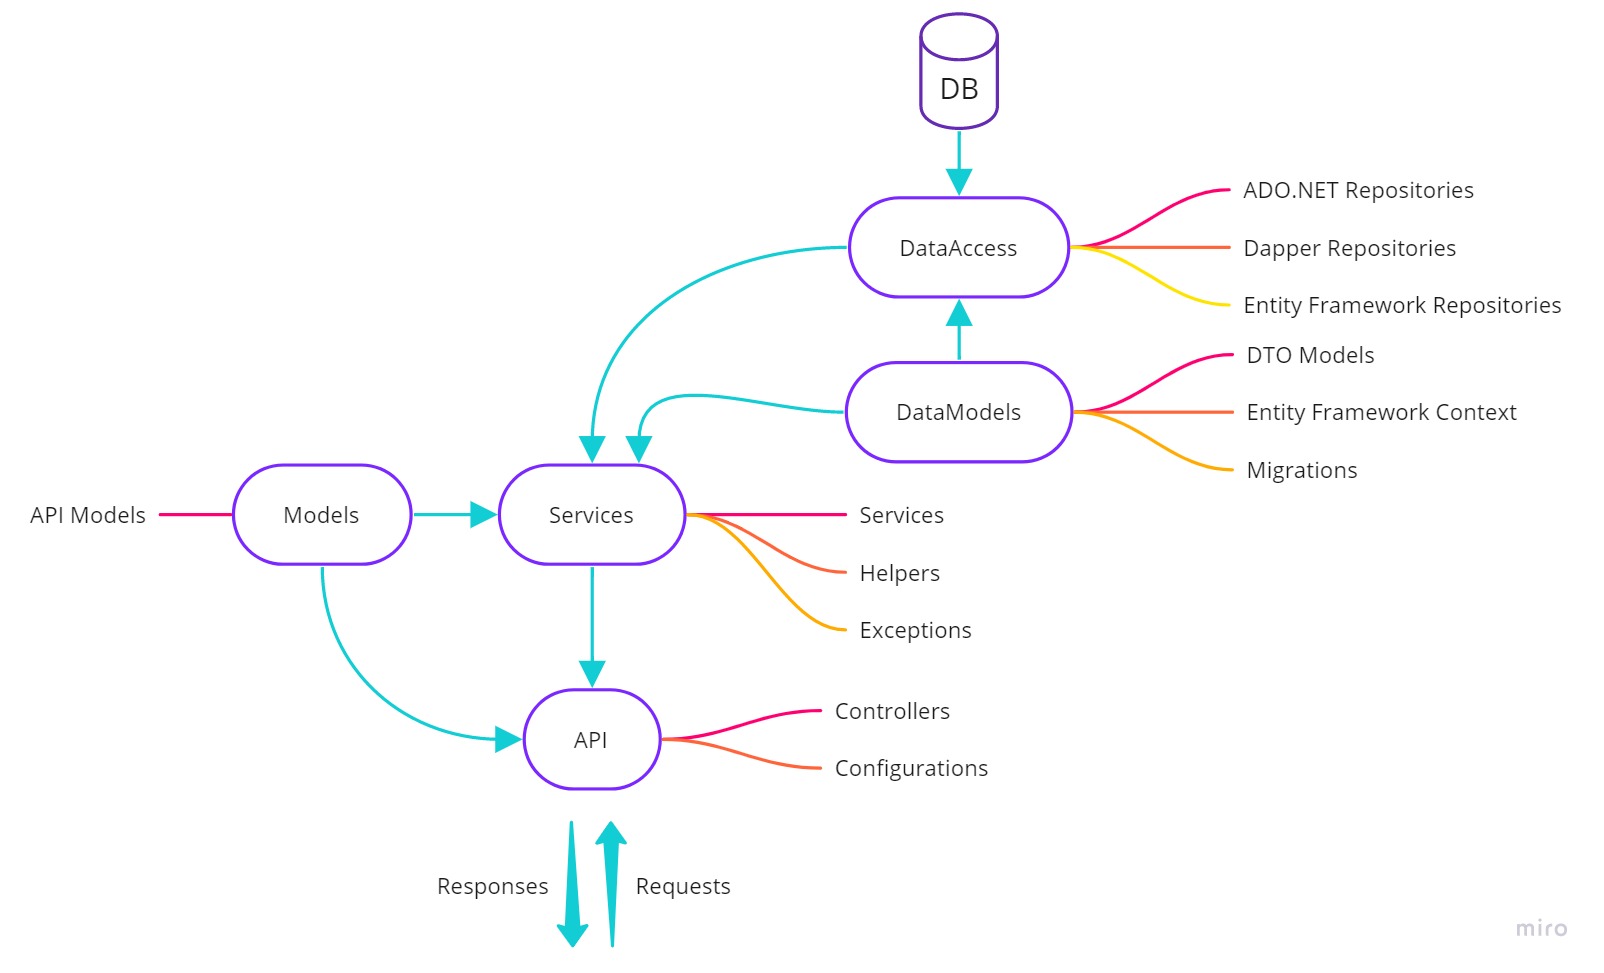 DB
ADO.NET Repositories
DataAccess
Dapper Repositories
Entity Framework Repositories
DTO Models
DataModels
Entity Framework Context
Migrations
API Models
Models
Services
Services
Helpers
Exceptions
Controllers
API
Configurations
Responses
Requests
miro